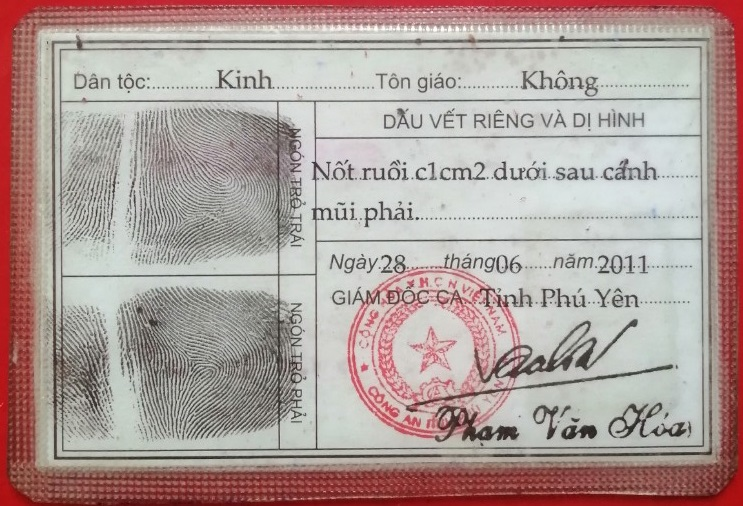 Dân tộc: Kinh Tôn giáo: Không
NGÓN TRỎ TRÁI
DẤU VẾT RIÊNG VÀ DỊ HÌNH
Nốt ruồi c1cm2 dưới sau cánh
mũi phải.
Ngày 28 tháng 06 năm 2011
GIÁM ĐỐC CA Tỉnh Phú Yên
NGÓN TRỎ PHẢI
CÔNG AN
Phạm Văn Hóa